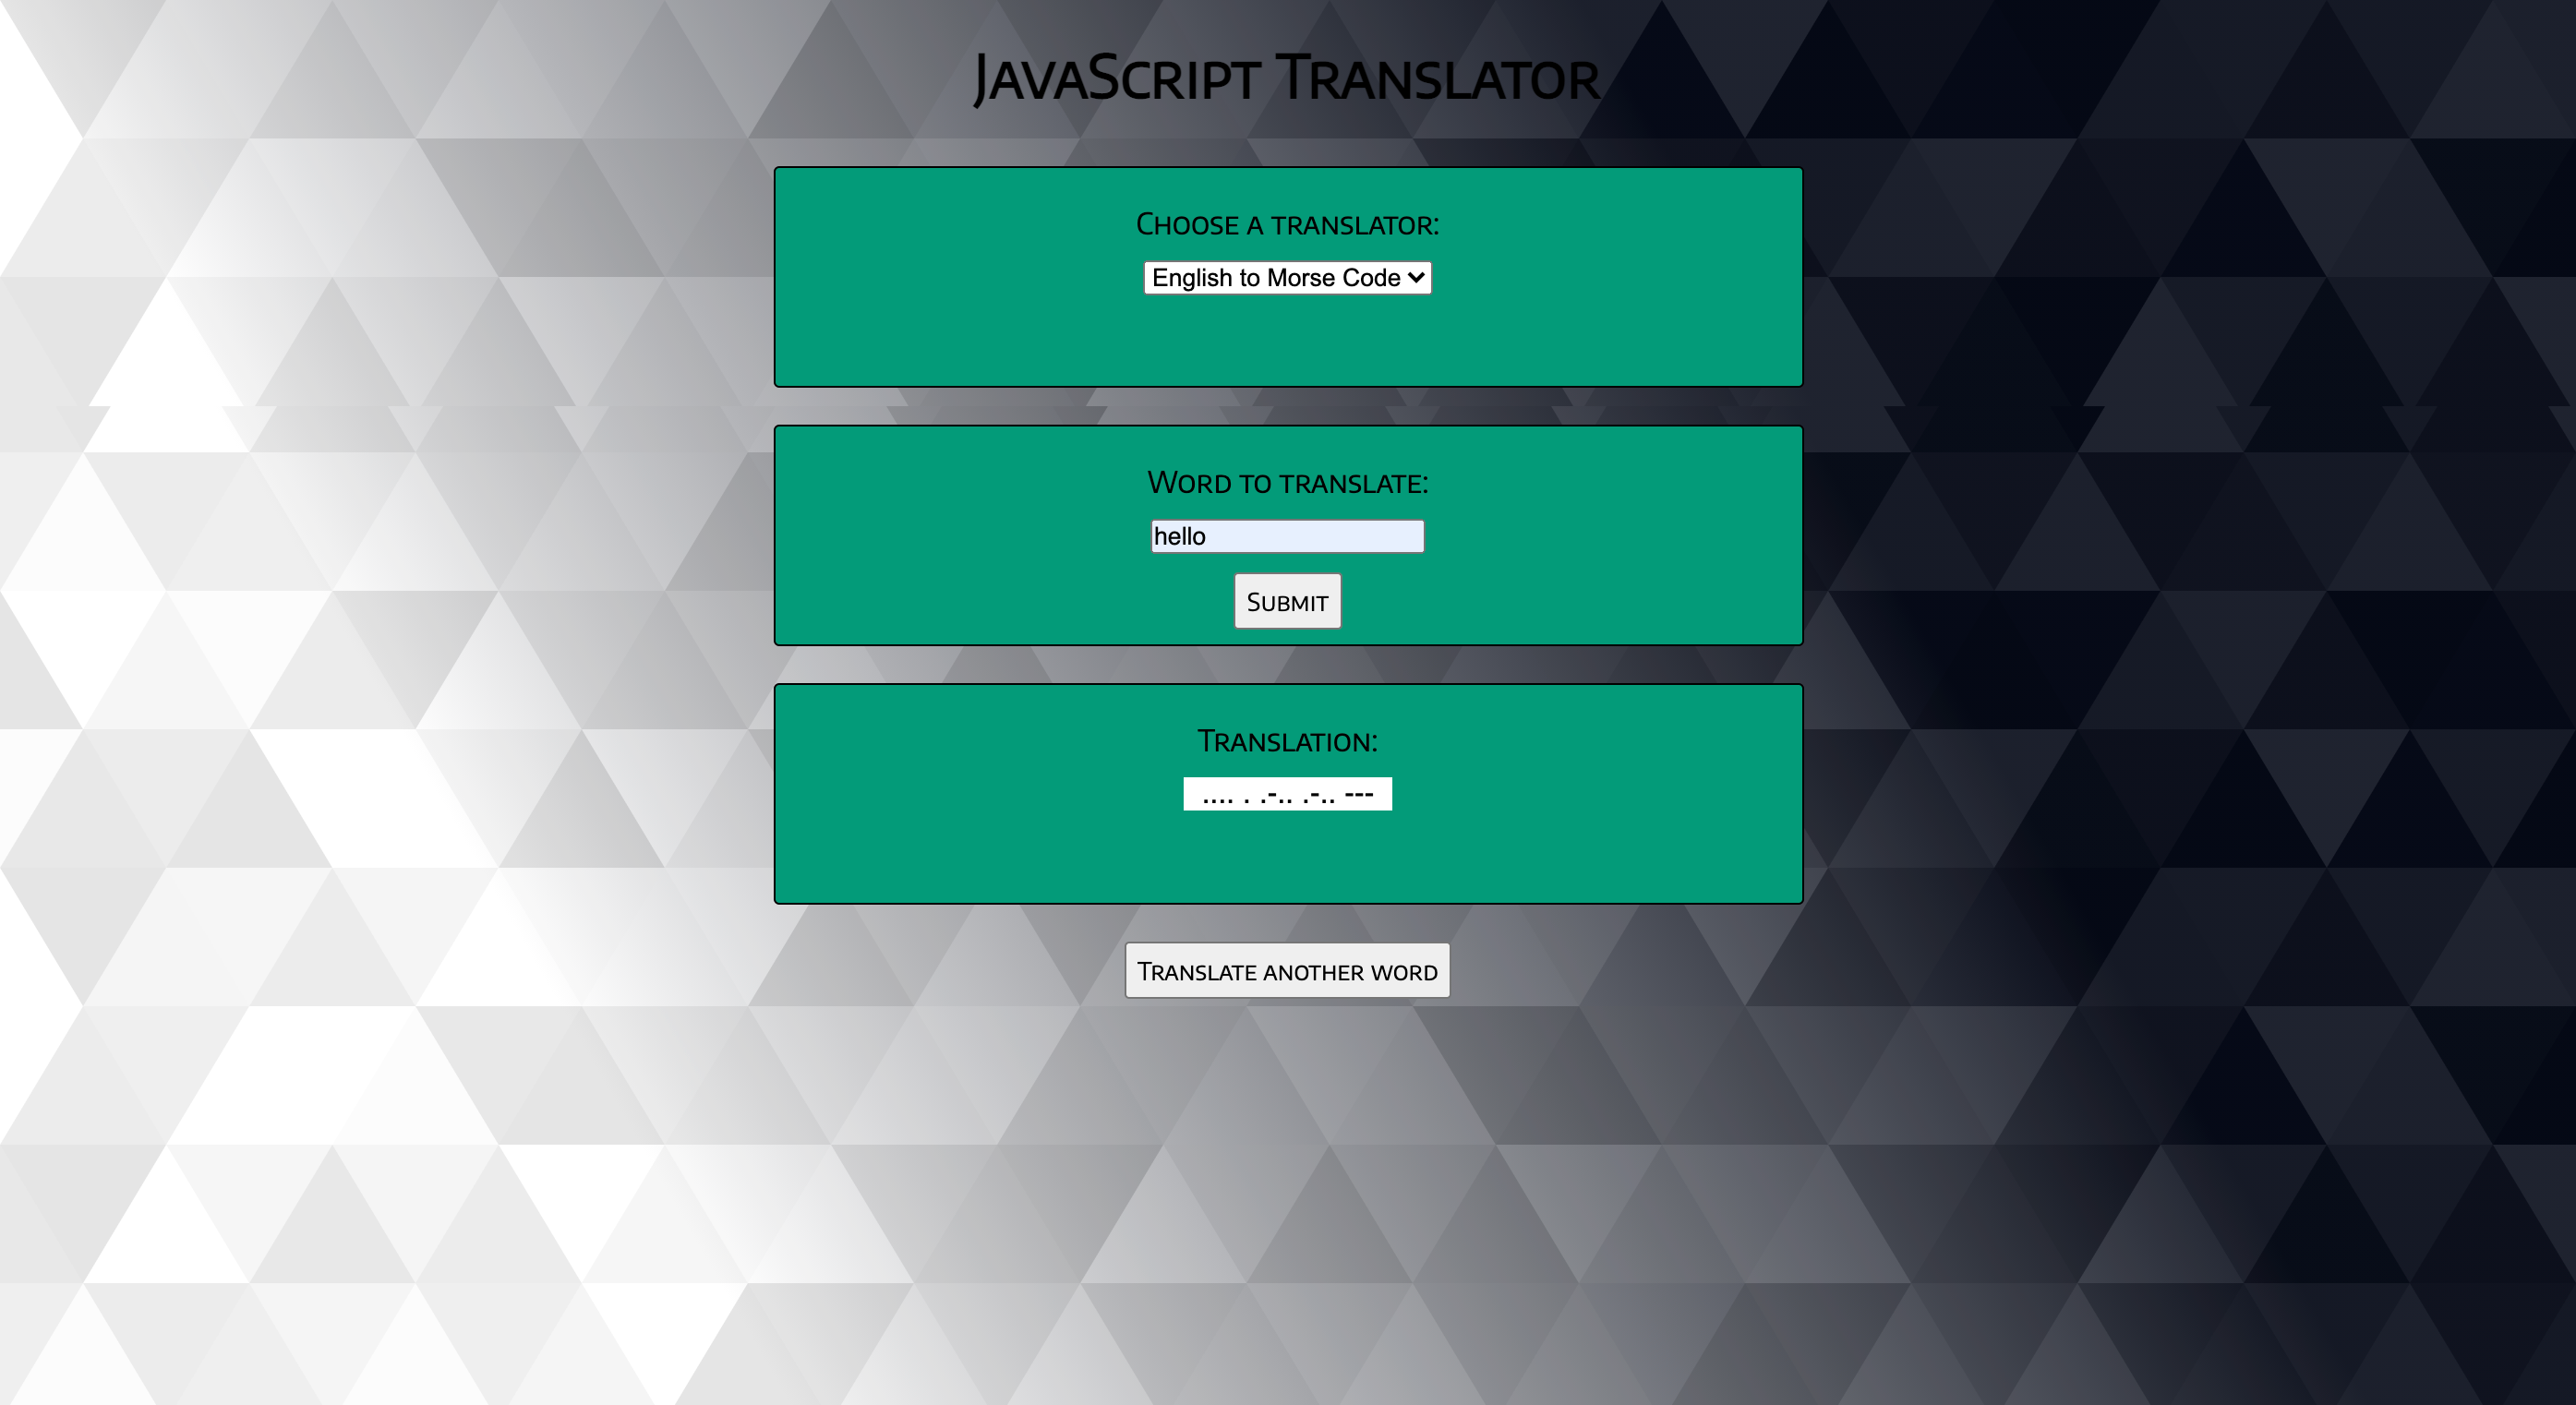 JavaScript Translator
Choose a translator:
English to Morse Code
Word to translate:
hello
Submit
Translation:
.... . .-.. .-.. ---
Translate another word